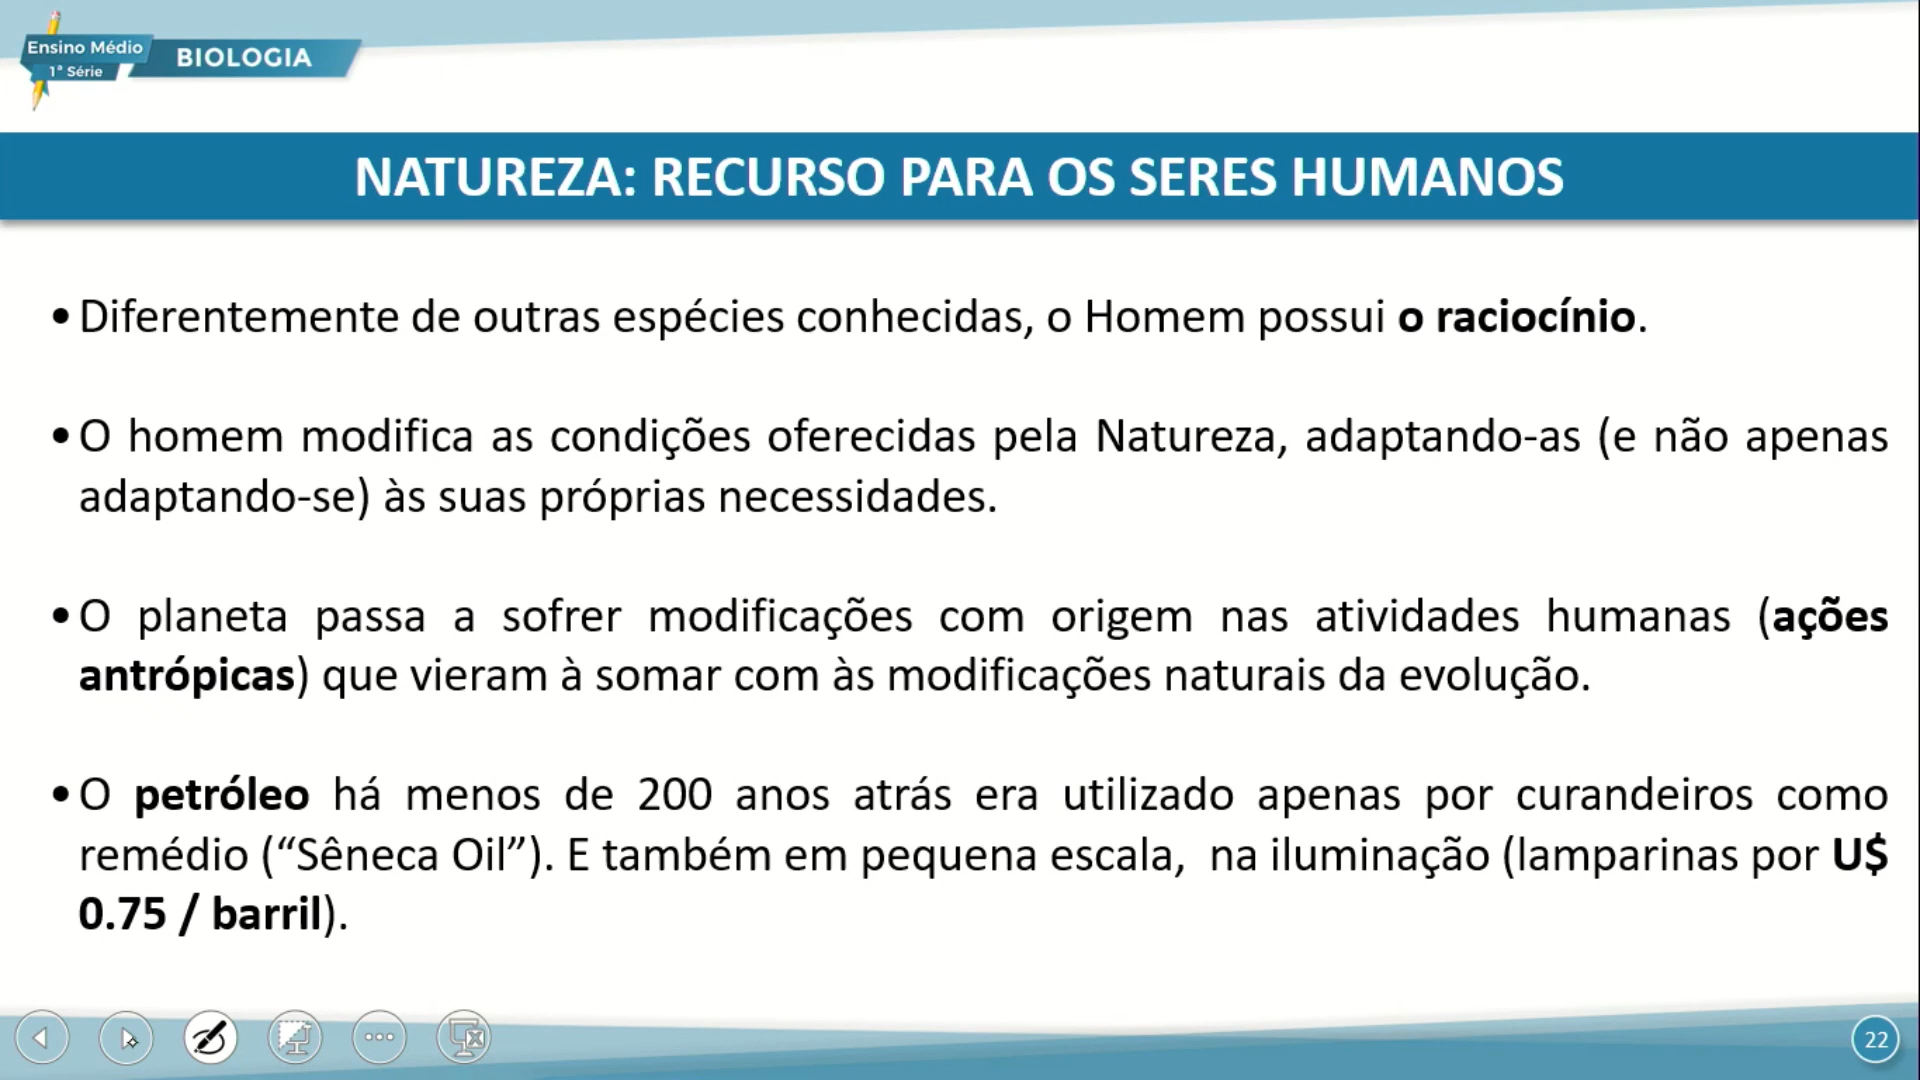 Ensino Médio
1ª Série
BIOLOGIA
NATUREZA: RECURSO PARA OS SERES HUMANOS
• Diferentemente de outras espécies conhecidas, o Homem possui o raciocínio.
• O homem modifica as condições oferecidas pela Natureza, adaptando-as (e não apenas
adaptando-se) às suas próprias necessidades.
• O planeta passa a sofrer modificações com origem nas atividades humanas (ações
antrópicas) que vieram à somar com às modificações naturais da evolução.
• O petróleo há menos de 200 anos atrás era utilizado apenas por curandeiros como
remédio (“Sêneca Oil”). E também em pequena escala,  na iluminação (lamparinas por U$
0.75 / barril).
22